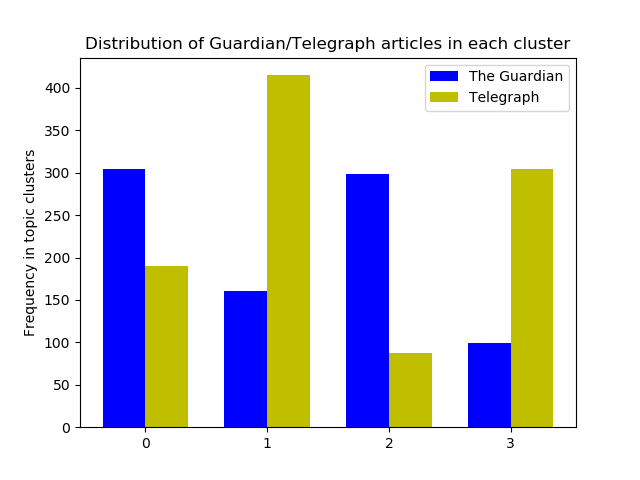 Distribution of Guardian/Telegraph articles in each cluster
The Guardian
Telegraph
Frequency in topic clusters
400
350
300
250
200
150
100
50
0
0 1 2 3